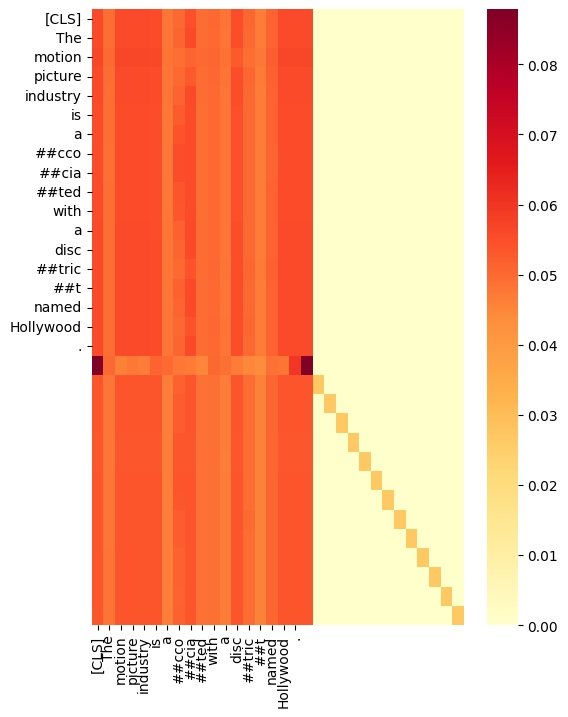 [CLS]
The
motion
picture
industry
is
a
##cco
##cia
##ted
with
a
disc
##tric
##t
named
Hollywood
.
[CLS]
The
motion
picture
industry
is
a
##cco
##cia
##ted
with
a
disc
##tric
##t
named
Hollywood
.
0.08
0.07
0.06
0.05
0.04
0.03
0.02
0.01
0.00